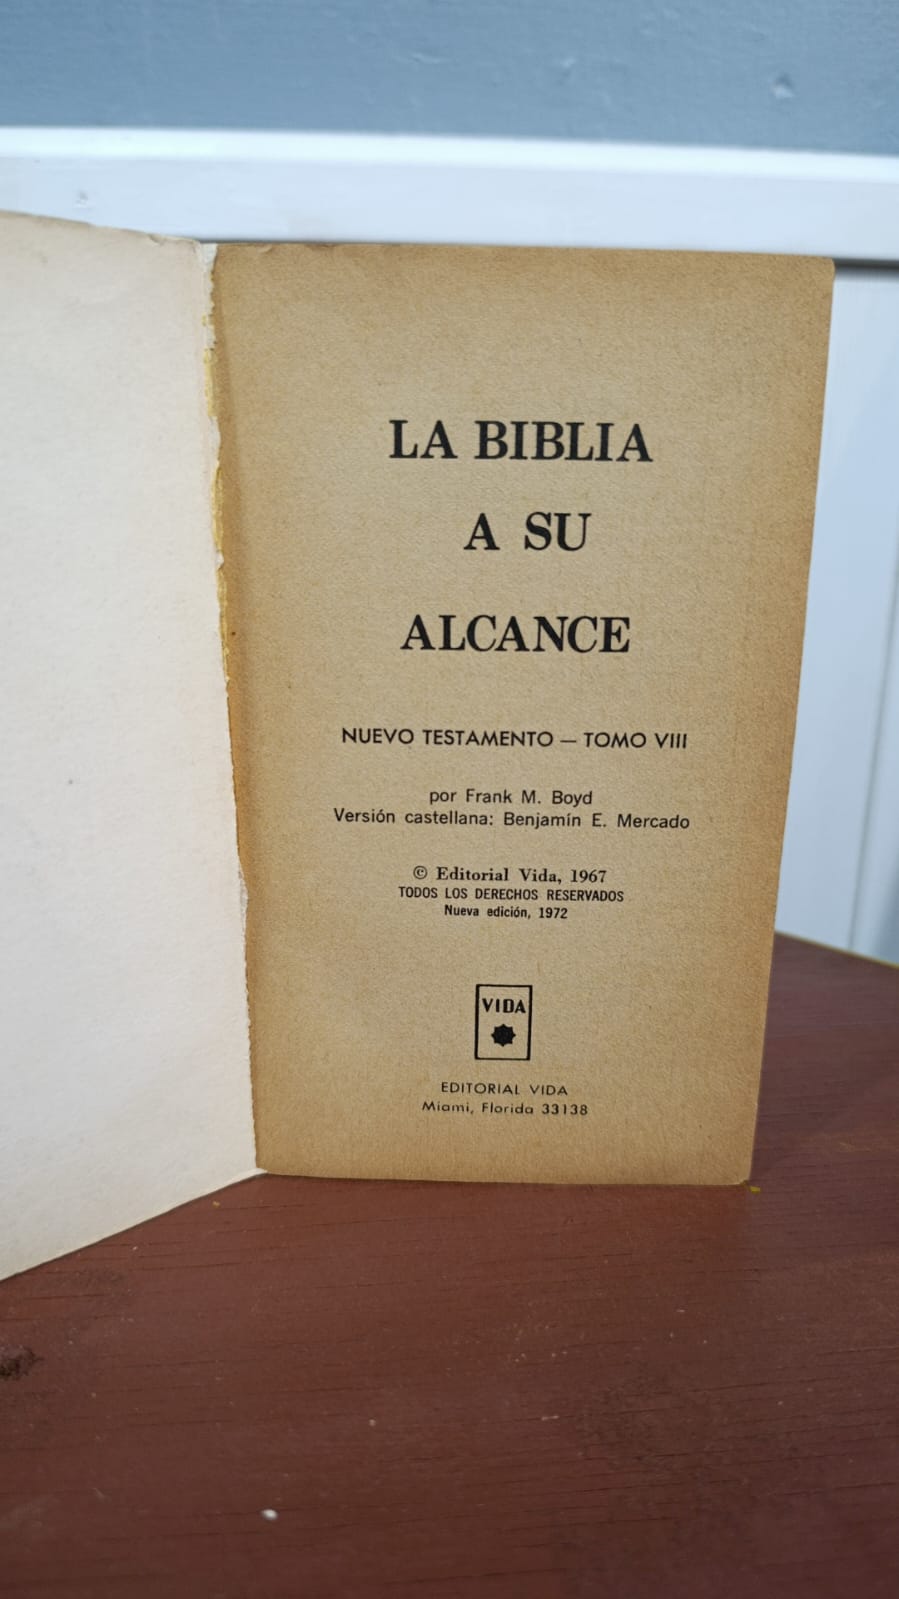 LA BIBLIA
A SU
ALCANCE
NUEVO TESTAMENTO — TOMO VIII
por Frank M. Boyd
Versión castellana: Benjamín E. Mercado
© Editorial Vida, 1967
TODOS LOS DERECHOS RESERVADOS
Nueva edición, 1972
VIDA
EDITORIAL VIDA
Miami, Florida 33138